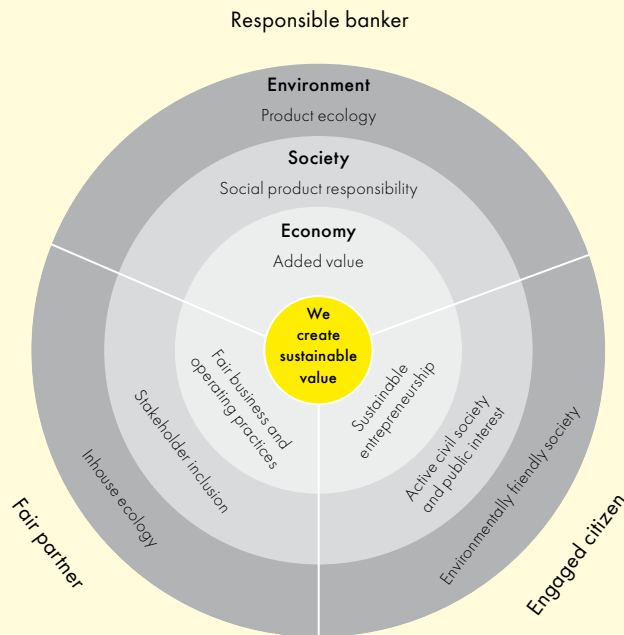 Responsible banker
Environment
Product ecology
Society
Social product responsibility
Economy
Added value
We
create
sustainable
value
Fair business and
operating practices
Stakeholder inclusion
Inhouse ecology
Fair partner
Sustainable
entrepreneurship
Active civil society
and public interest
Environmentally friendly society
Engaged citizen